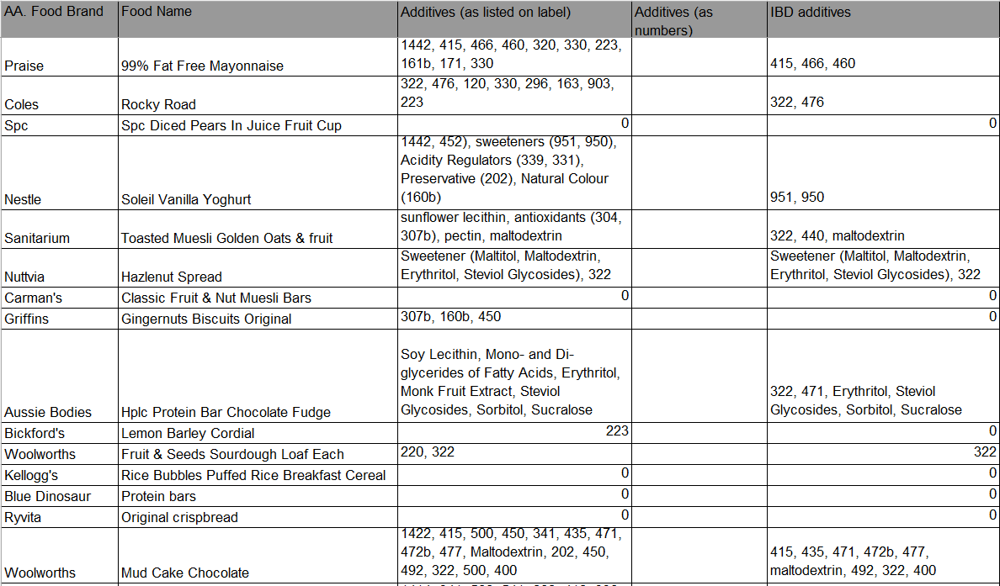 AA. Food Brand Food Name Additives (as listed on label) Additives (as numbers) IBD additives
Praise 99% Fat Free Mayonnaise 1442, 415, 466, 460, 320, 330, 223,
161b, 171, 330 415, 466, 460
Coles Rocky Road 322, 476, 120, 330, 296, 163, 903,
223 322, 476
Spc Spc Diced Pears In Juice Fruit Cup 0 0
Nestle Soleil Vanilla Yoghurt 1442, 452), sweeteners (951, 950),
Acidity Regulators (339, 331),
Preservative (202), Natural Colour
(160b) 951, 950
Sanitarium Toasted Muesli Golden Oats & fruit sunflower lecithin, antioxidants (304,
307b), pectin, maltodextrin 322, 440, maltodextrin
Nuttvia Hazlenut Spread Sweetener (Maltitol, Maltodextrin,
Erythritol, Steviol Glycosides), 322 Sweetener (Maltitol, Maltodextrin,
Erythritol, Steviol Glycosides), 322
Carman's Classic Fruit & Nut Muesli Bars 0 0
Griffins Gingernuts Biscuits Original 307b, 160b, 450 0
Aussie Bodies Hplc Protein Bar Chocolate Fudge Soy Lecithin, Mono- and Di-
glycerides of Fatty Acids, Erythritol,
Monk Fruit Extract, Steviol
Glycosides, Sorbitol, Sucralose 322, 471, Erythritol, Steviol
Glycosides, Sorbitol, Sucralose
Bickford's Lemon Barley Cordial 223 0
Woolworths Fruit & Seeds Sourdough Loaf Each 220, 322 322
Kellogg's Rice Bubbles Puffed Rice Breakfast Cereal 0 0
Blue Dinosaur Protein bars 0 0
Ryvita Original crispbread 0 0
Woolworths Mud Cake Chocolate 1422, 415, 500, 450, 341, 435, 471,
472b, 477, Maltodextrin, 202, 450,
492, 322, 500, 400 415, 435, 471, 472b, 477,
maltodextrin, 492, 322, 400